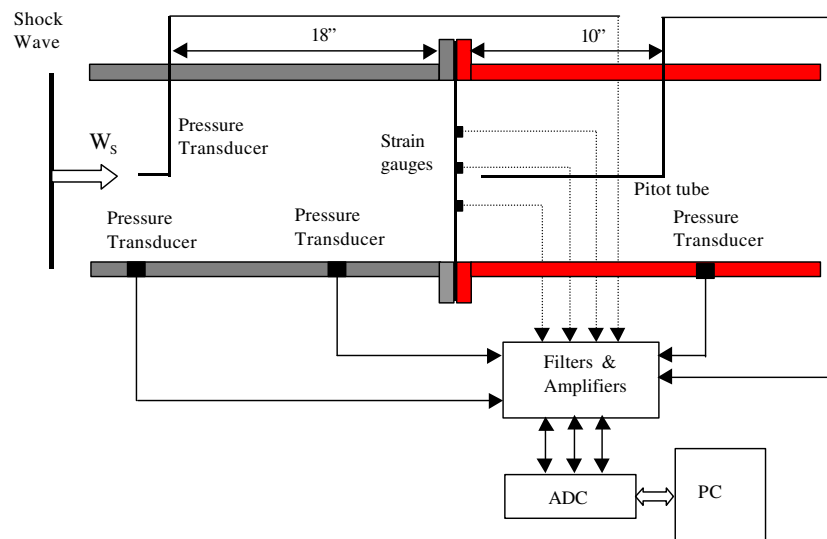 Shock
Wave
18”
10”
Pressure
Transducer
Strain
gauges
Ws
Pitot tube
Pressure
Transducer
Pressure
Transducer
Pressure
Transducer
Filters &
Amplifiers
ADC
PC